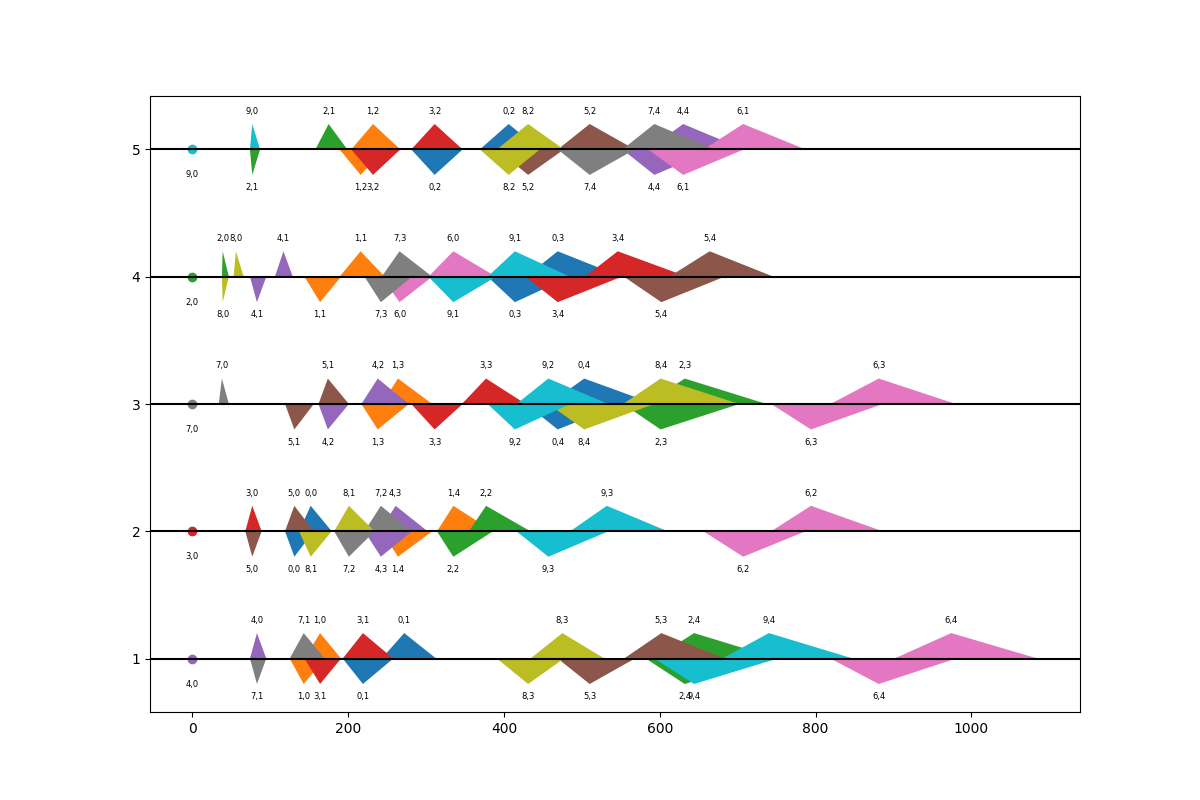 9,0 2,1 1,2 3,2 0,2 8,2 5,2 7,4 4,4 6,1
5
9,0 2,1 1,2 3,2 0,2 8,2 5,2 7,4 4,4 6,1
2,0 8,0 4,1 1,1 7,3 6,0 9,1 0,3 3,4 5,4
4
2,0 8,0 4,1 1,1 7,3 6,0 9,1 0,3 3,4 5,4
7,0 5,1 4,2 1,3 3,3 9,2 0,4 8,4 2,3 6,3
3
7,0 5,1 4,2 1,3 3,3 9,2 0,4 8,4 2,3 6,3
3,0 5,0 0,0 8,1 7,2 4,3 1,4 2,2 9,3 6,2
2
3,0 5,0 0,0 8,1 7,2 4,3 1,4 2,2 9,3 6,2
4,0 7,1 1,0 3,1 0,1 8,3 5,3 2,4 9,4 6,4
1
4,0 7,1 1,0 3,1 0,1 8,3 5,3 2,4 9,4 6,4
0 200 400 600 800 1000